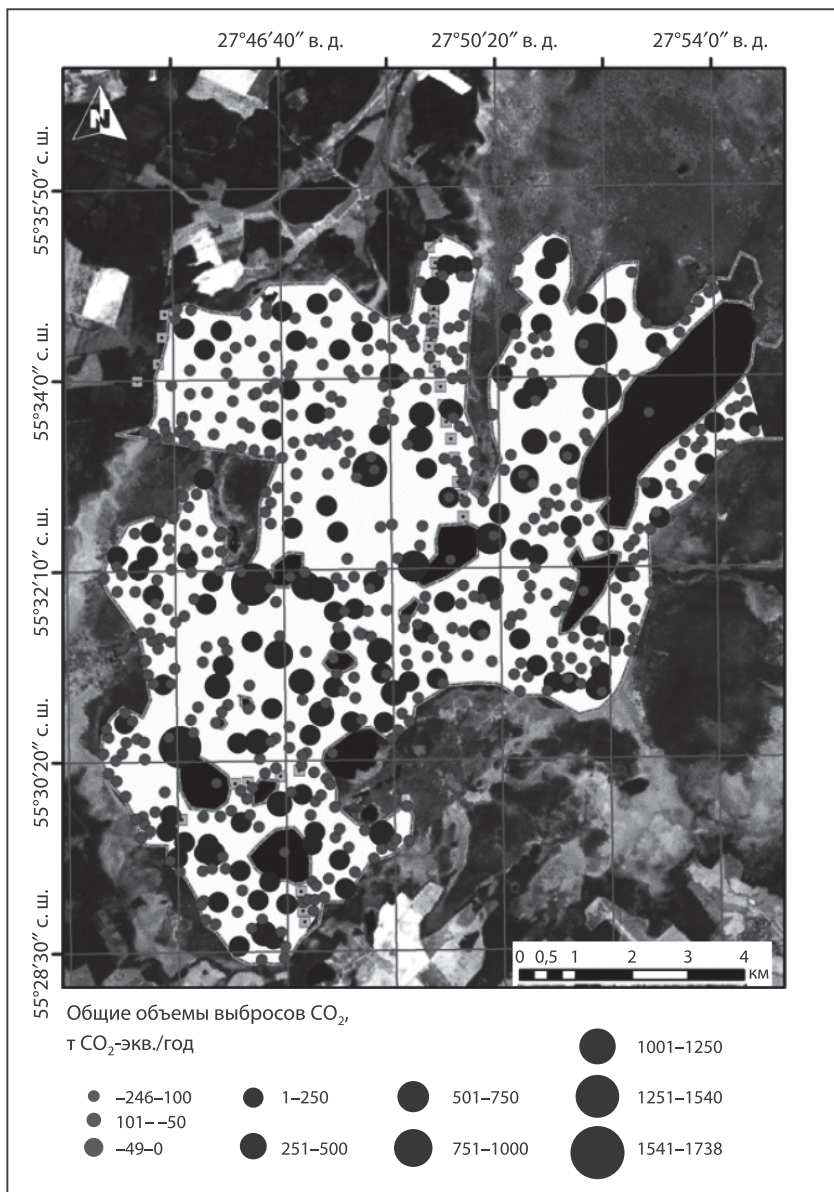 27°46′40″ в. д. 27°50′20″ в. д. 27°54′0″ в. д.
N
55°35′50″ с. ш.
55°34′0″ с. ш.
55°32′10″ с. ш.
55°30′20″ с. ш.
55°28′30″ с. ш.
0 0,5 1 2 3 4
км
Общие объемы выбросов CO₂,
т CO₂-экв./год
1001–1250
–246–100 1–250 501–750 1251–1540
101– –50
–49–0 251–500 751–1000 1541–1738